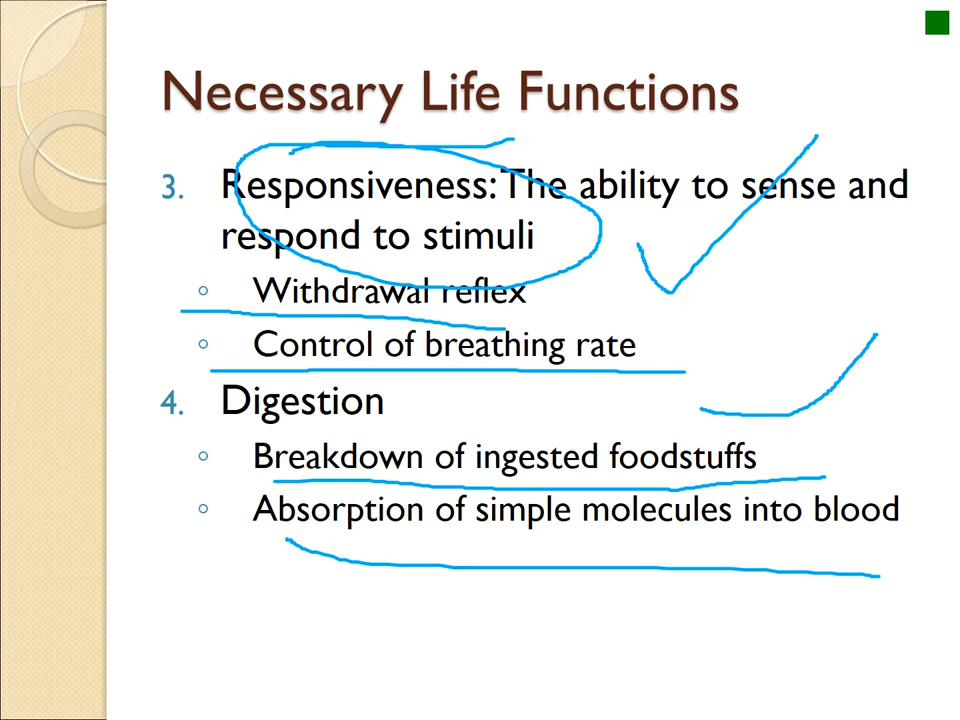 Necessary Life Functions
3. Responsiveness: The ability to sense and
respond to stimuli
◦ Withdrawal reflex
◦ Control of breathing rate
4. Digestion
◦ Breakdown of ingested foodstuffs
◦ Absorption of simple molecules into blood